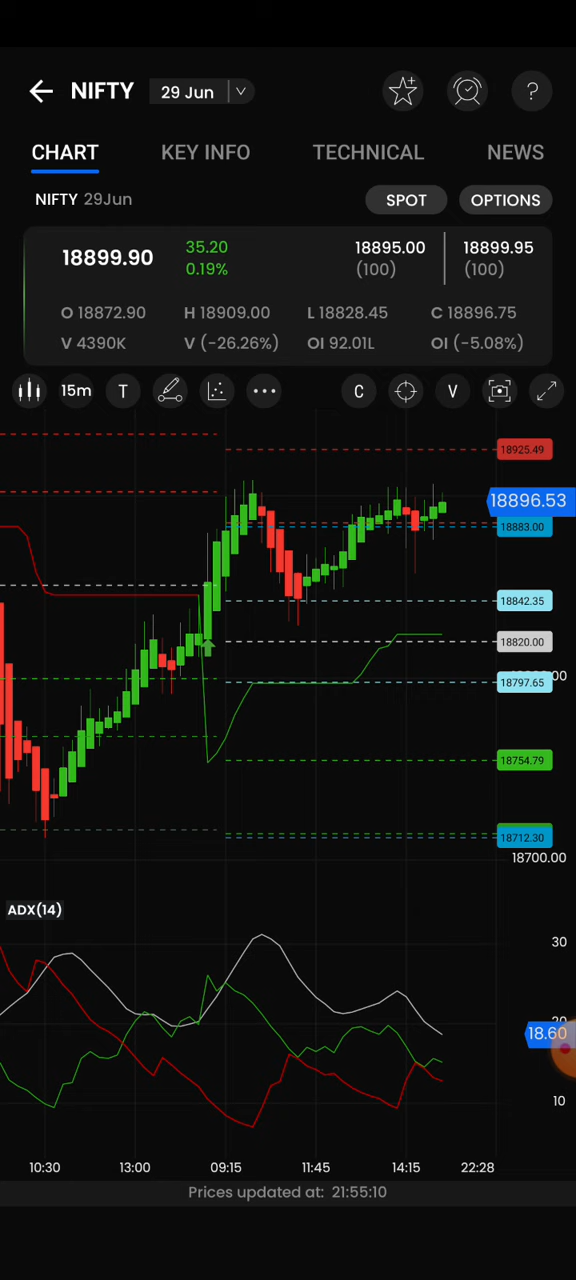 NIFTY 29 Jun
?
CHART KEY INFO TECHNICAL NEWS
NIFTY 29Jun SPOT OPTIONS
18899.90 35.20 18895.00 18899.95
0.19% (100) (100)
O 18872.90 H 18909.00 L 18828.45 C 18896.75
V 4390K V (-26.26%) OI 92.01L OI (-5.08%)
15m T C V
18925.49
18896.53
18883.00
18842.35
18820.00
18797.65
18754.79
18712.30
18700.00
ADX(14)
30
18.60
10
10:30 13:00 09:15 11:45 14:15 22:28
Prices updated at: 21:55:10